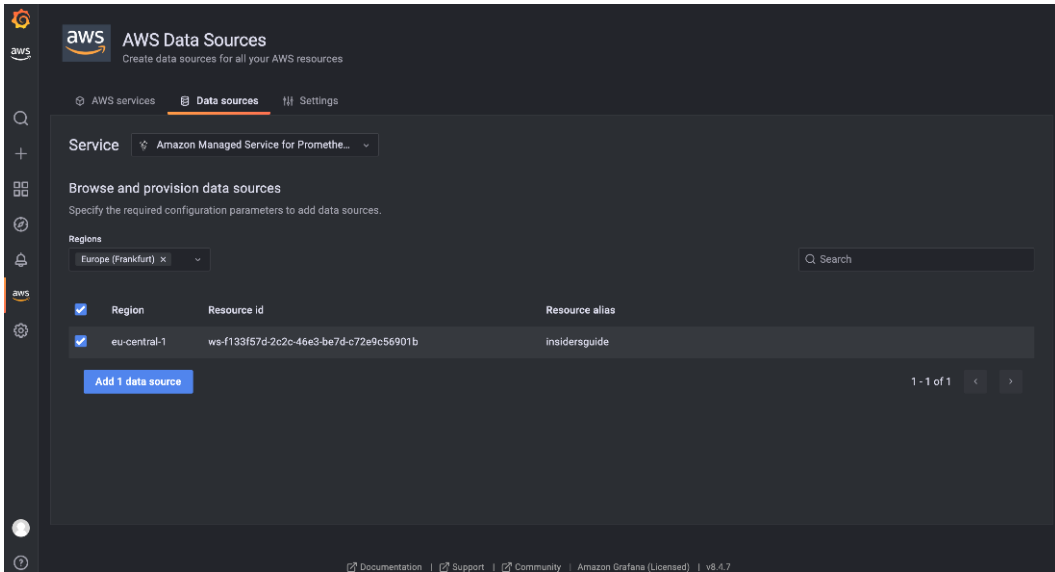 aws
aws
AWS Data Sources
Create data sources for all your AWS resources
AWS services
Data sources
Settings
Service
Amazon Managed Service for Promethe...
Browse and provision data sources
Specify the required configuration parameters to add data sources.
Regions
Europe (Frankfurt) ×
Search
aws
Region Resource id Resource alias
eu-central-1 ws-f133f57d-2c2c-46e3-be7d-c72e9c56901b insidersguide
Add 1 data source
1 - 1 of 1
Documentation | Support | Community | Amazon Grafana (Licensed) | v8.4.7